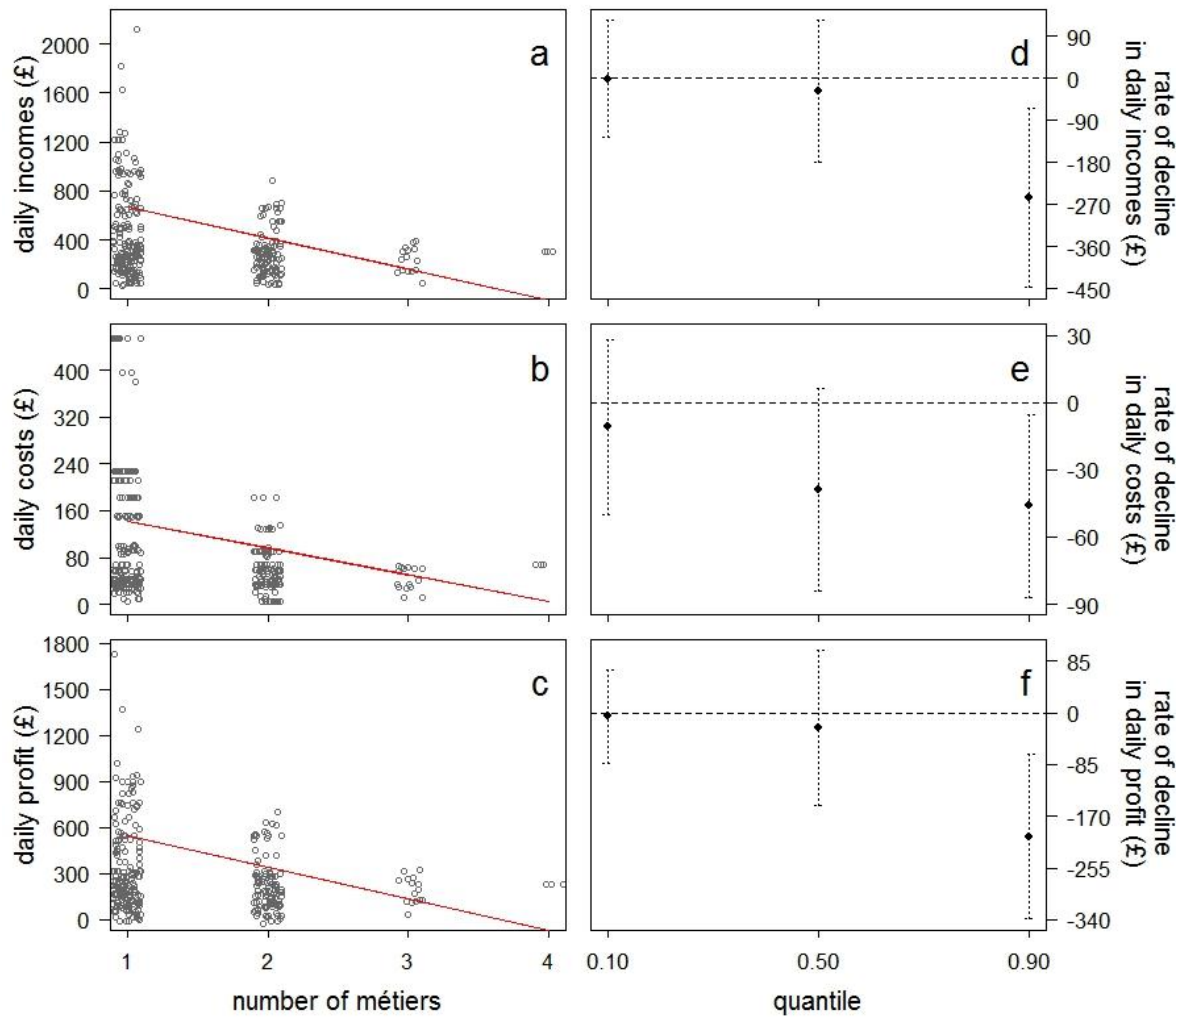 2000
1600
1200
800
400
0
daily incomes (£)
a
d
90
0
-90
-180
-270
-360
-450
rate of decline
in daily incomes (£)
400
320
240
160
80
0
daily costs (£)
b
e
30
0
-30
-60
-90
rate of decline
in daily costs (£)
1800
1500
1200
900
600
300
0
daily profit (£)
c
f
85
0
-85
-170
-255
-340
rate of decline
in daily profit (£)
1 2 3 4
number of métiers
0.10 0.50 0.90
quantile